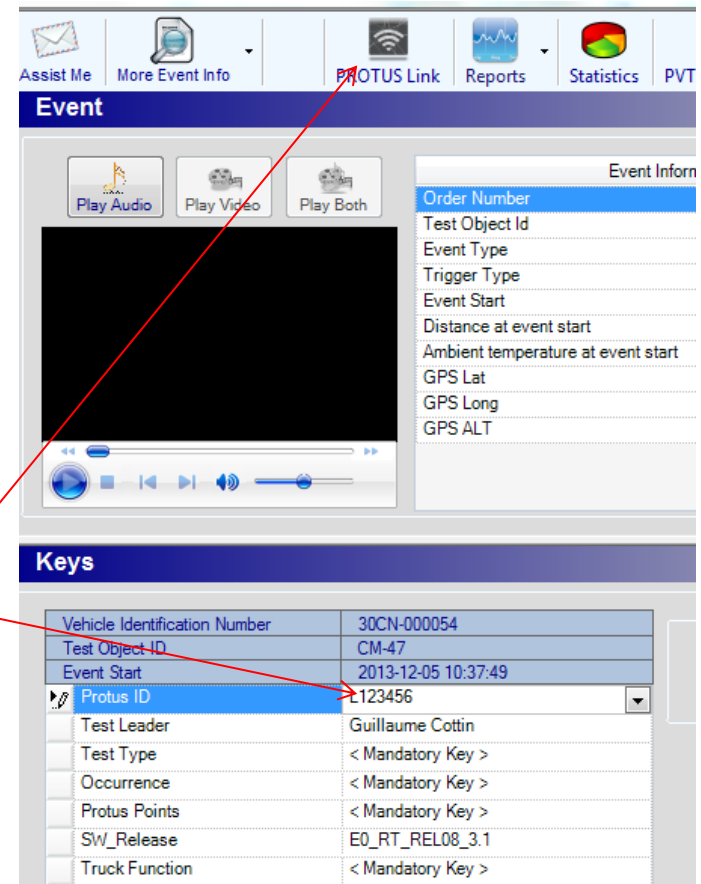 Assist Me More Event Info PROTUS Link Reports Statistics PVT
Event
Play Audio Play Video Play Both
Event Inform
Order Number
Test Object Id
Event Type
Trigger Type
Event Start
Distance at event start
Ambient temperature at event start
GPS Lat
GPS Long
GPS ALT
Keys
Vehicle Identification Number 30CN-000054
Test Object ID CM-47
Event Start 2013-12-05 10:37:49
Protus ID L123456
Test Leader Guillaume Cottin
Test Type < Mandatory Key >
Occurrence < Mandatory Key >
Protus Points < Mandatory Key >
SW_Release E0_RT_REL08_3.1
Truck Function < Mandatory Key >